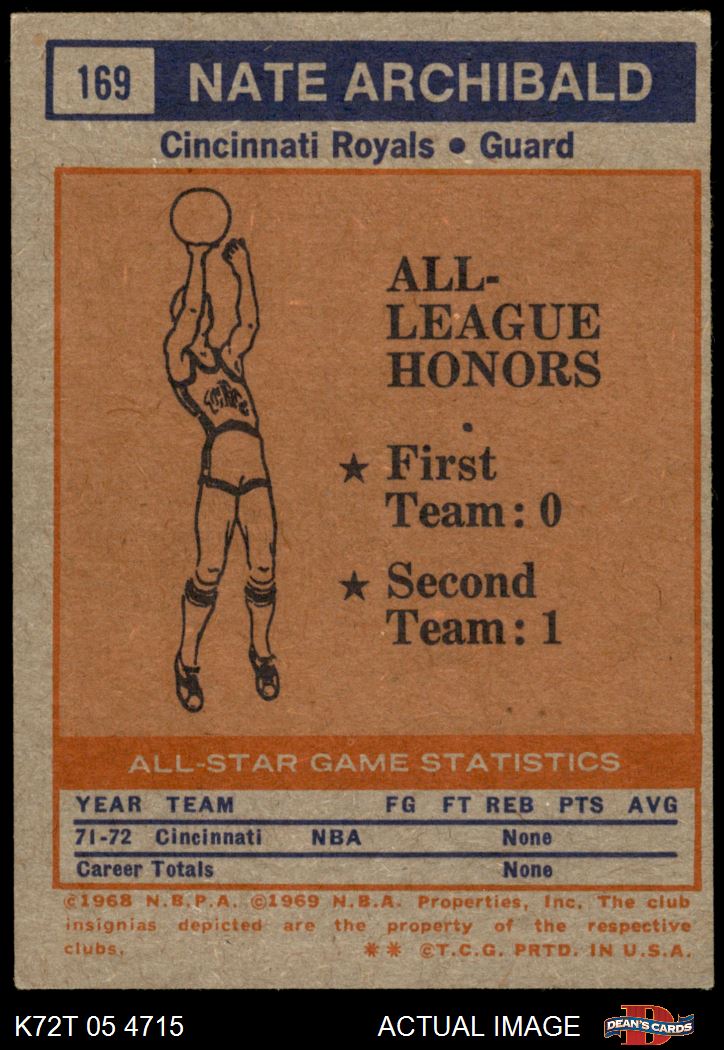 169 NATE ARCHIBALD
Cincinnati Royals • Guard
ALL-
LEAGUE
HONORS
★ First
Team: 0
★ Second
Team: 1
ALL-STAR GAME STATISTICS
YEAR TEAM FG FT REB PTS AVG
71-72 Cincinnati NBA None
Career Totals None
©1968 N.B.P.A. ©1969 N.B.A. Properties, Inc. The club
insignias depicted are the property of the respective
clubs. ** ©T.C.G. PRTD. IN U.S.A.
K72T 05 4715 ACTUAL IMAGE DEAN'S CARDS